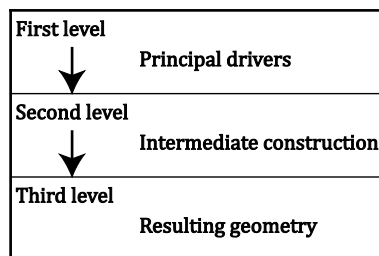 First level
Principal drivers
Second level
Intermediate construction
Third level
Resulting geometry